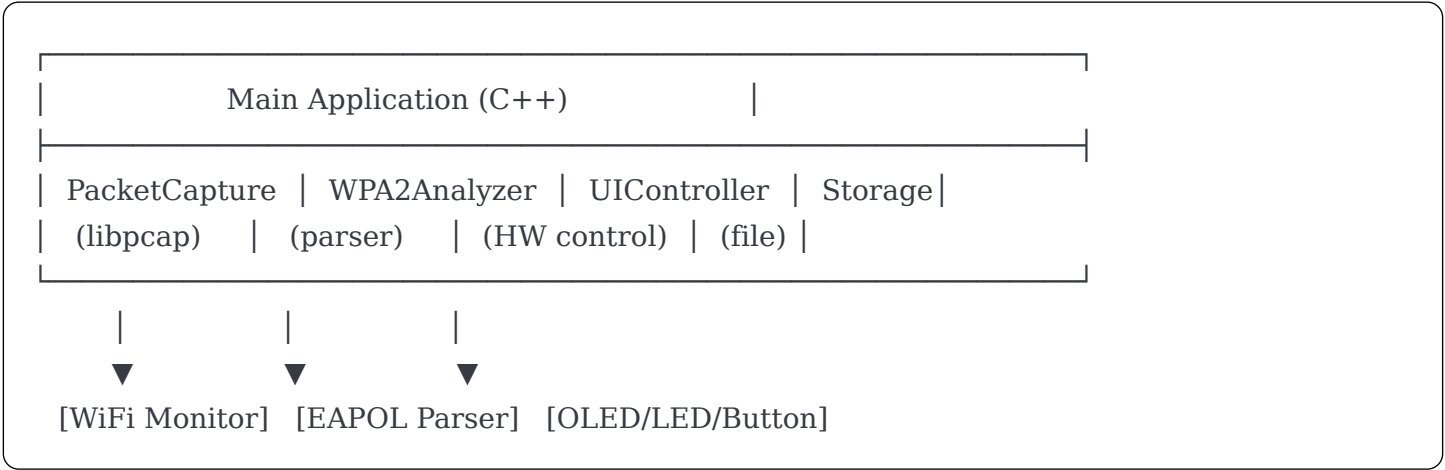 Main Application (C++) │
│ PacketCapture │ WPA2Analyzer │ UIController │ Storage│
│ (libpcap) │ (parser) │ (HW control) │ (file) │
[WiFi Monitor] [EAPOL Parser] [OLED/LED/Button]